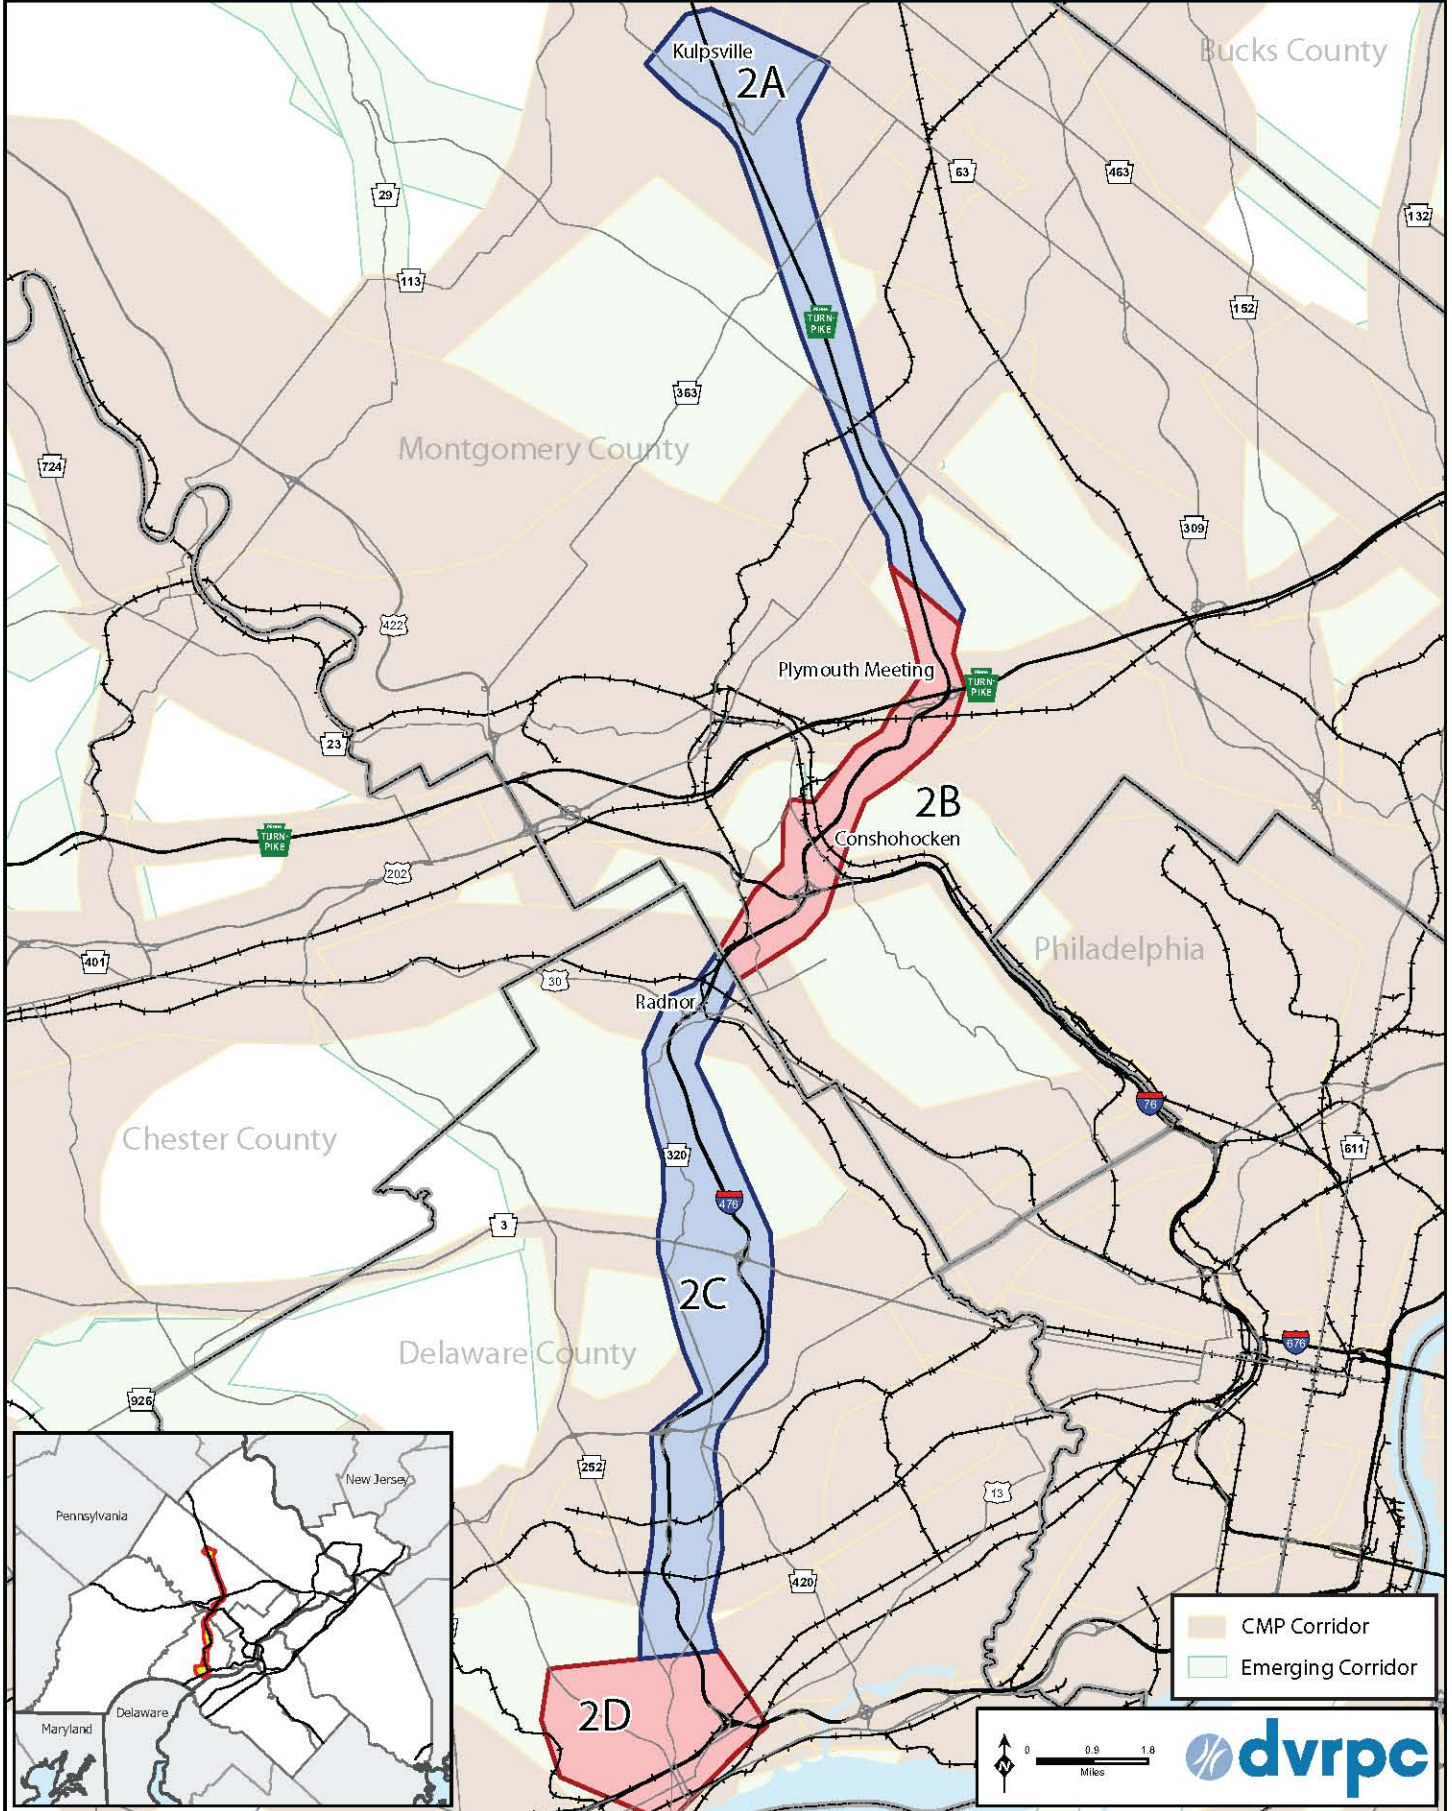 Kulpsville
2A
Bucks County
63
463
29
132
113
152
PENNA
TURN-
PIKE
363
Montgomery County
724
309
422
Plymouth Meeting
PENNA
TURN-
PIKE
23
2B
PENNA
TURN-
PIKE
Conshohocken
202
401
Philadelphia
30
Radnor
76
Chester County
320
611
476
3
2C
676
Delaware County
926
252
13
420
New Jersey
Pennsylvania
Delaware
Maryland
2D
CMP Corridor
Emerging Corridor
N
0 0.9 1.8
Miles
dvrpc